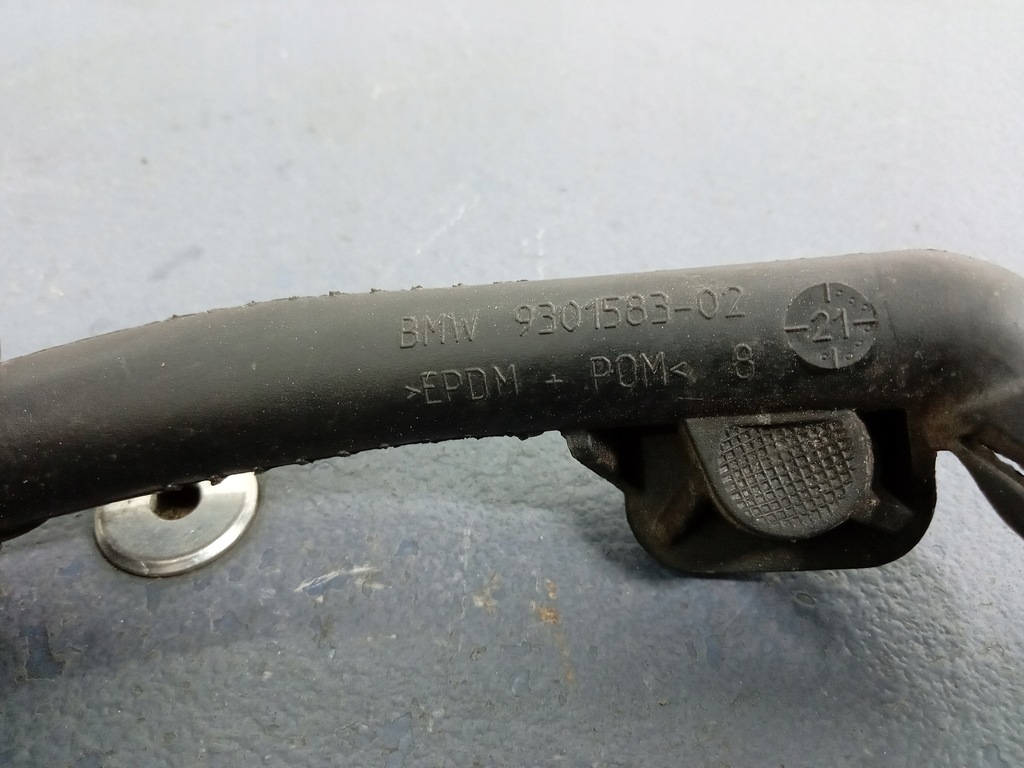 BMW 9301583-02
>EPDM + POM< 8
21